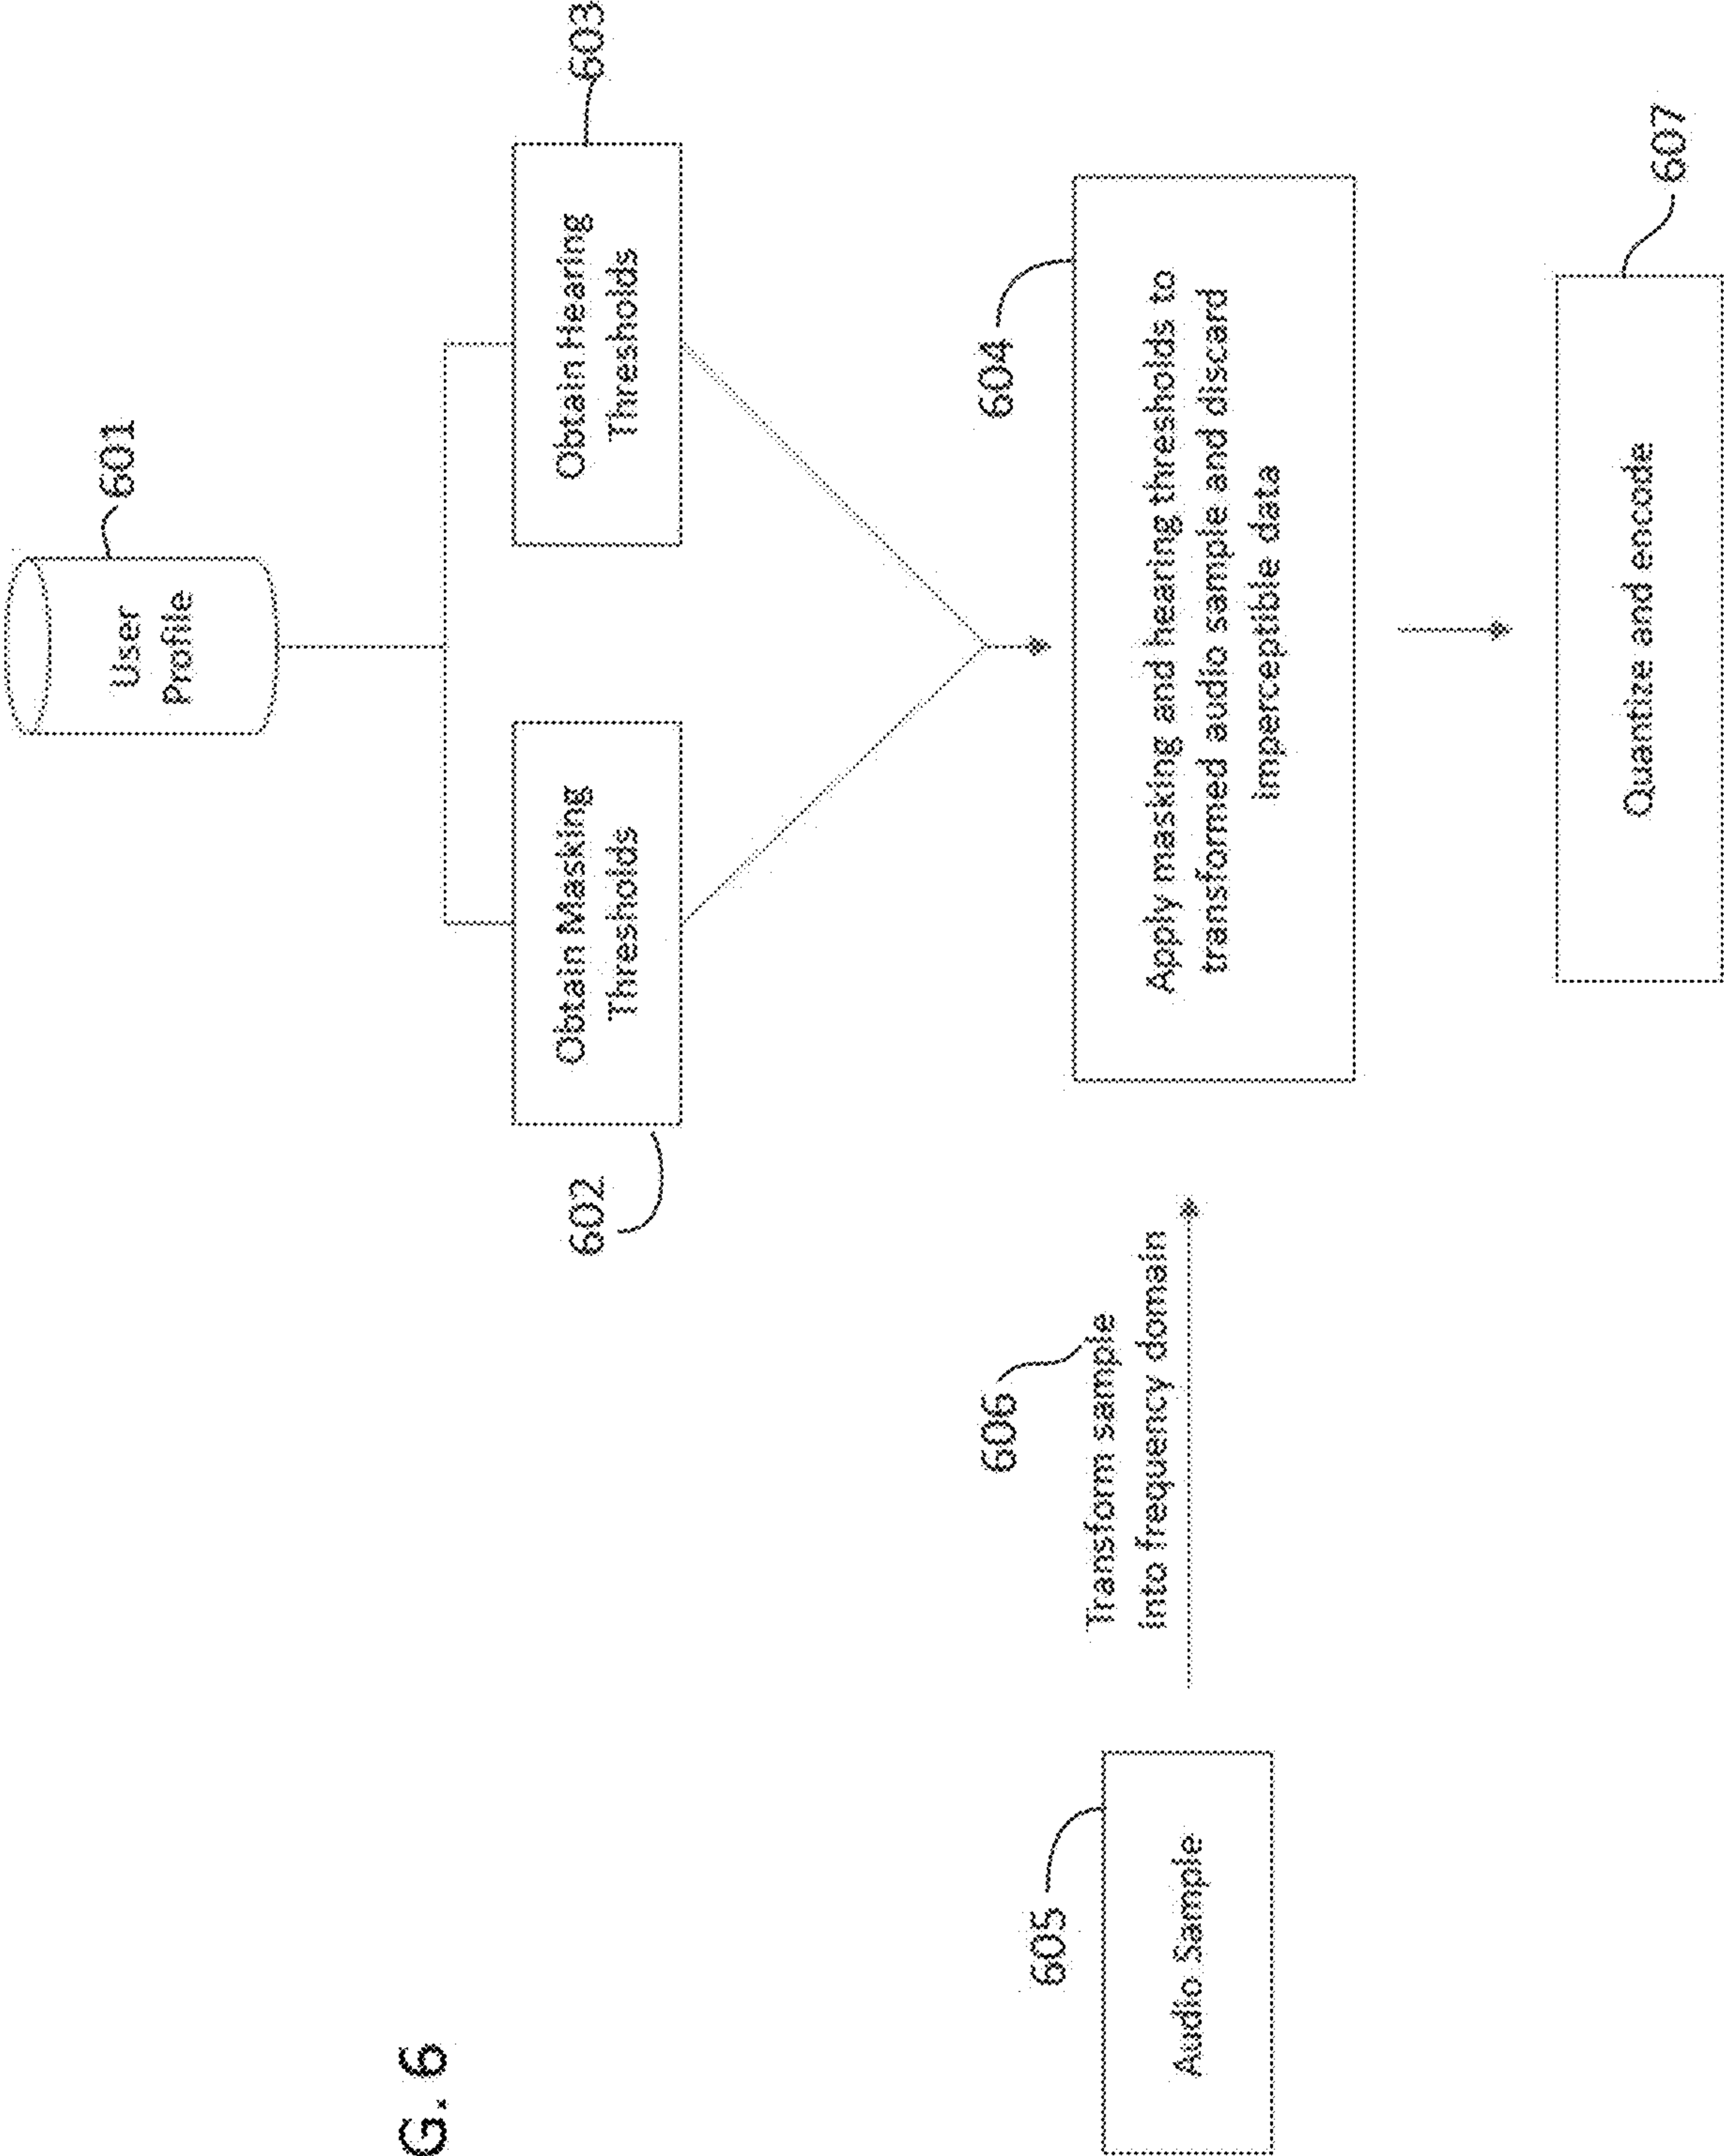 G. 6
601
User
Profile
602
Obtain Masking
Thresholds
603
Obtain Hearing
Thresholds
604
Apply masking and hearing thresholds to
transformed audio sample and discard
imperceptible data
605
Audio Sample
606
Transform sample
into frequency domain
607
Quantize and encode